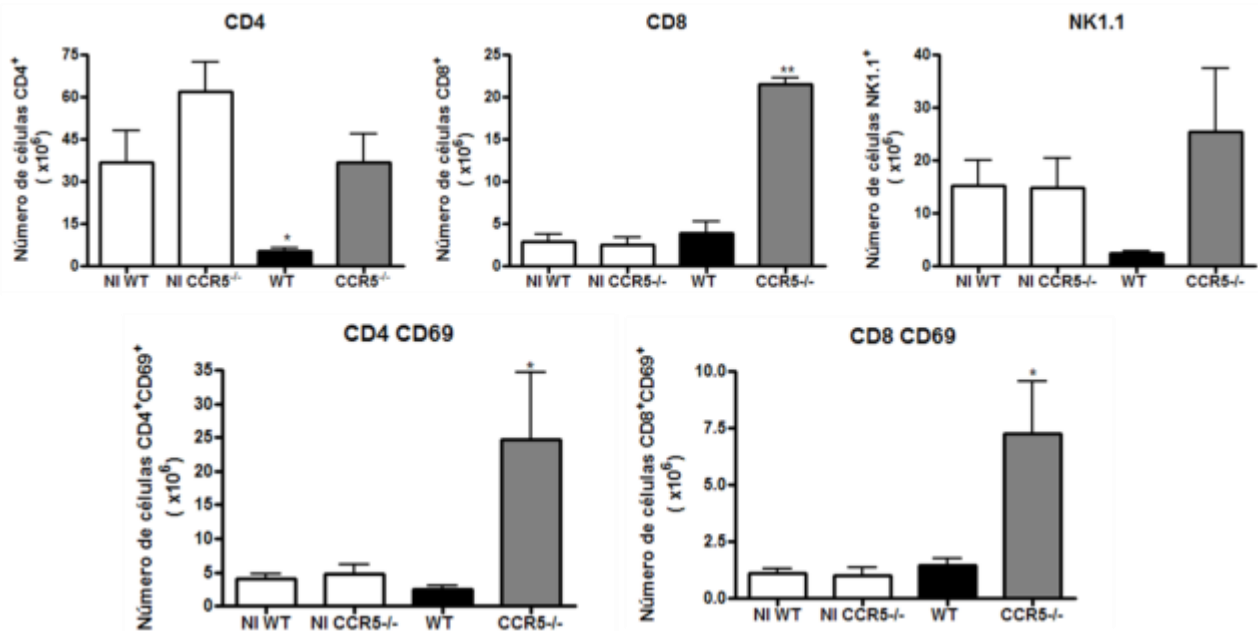 CD4
Número de células CD4⁺
( x10⁶)
75
60
45
30
15
0
*
NI WT
NI CCR5⁻/⁻
WT
CCR5⁻/⁻
CD8
Número de células CD8⁺
( x10⁶)
25
20
15
10
5
0
**
NI WT
NI CCR5-/-
WT
CCR5-/-
NK1.1
Número de células NK1.1⁺
( x10⁶)
40
30
20
10
0
NI WT
NI CCR5-/-
WT
CCR5-/-
CD4 CD69
Número de células CD4⁺CD69⁺
( x10⁶)
35
30
25
20
15
10
5
0
*
NI WT
NI CCR5-/-
WT
CCR5-/-
CD8 CD69
Número de células CD8⁺CD69⁺
( x10⁶)
10.0
7.5
5.0
2.5
0.0
*
NI WT
NI CCR5-/-
WT
CCR5-/-